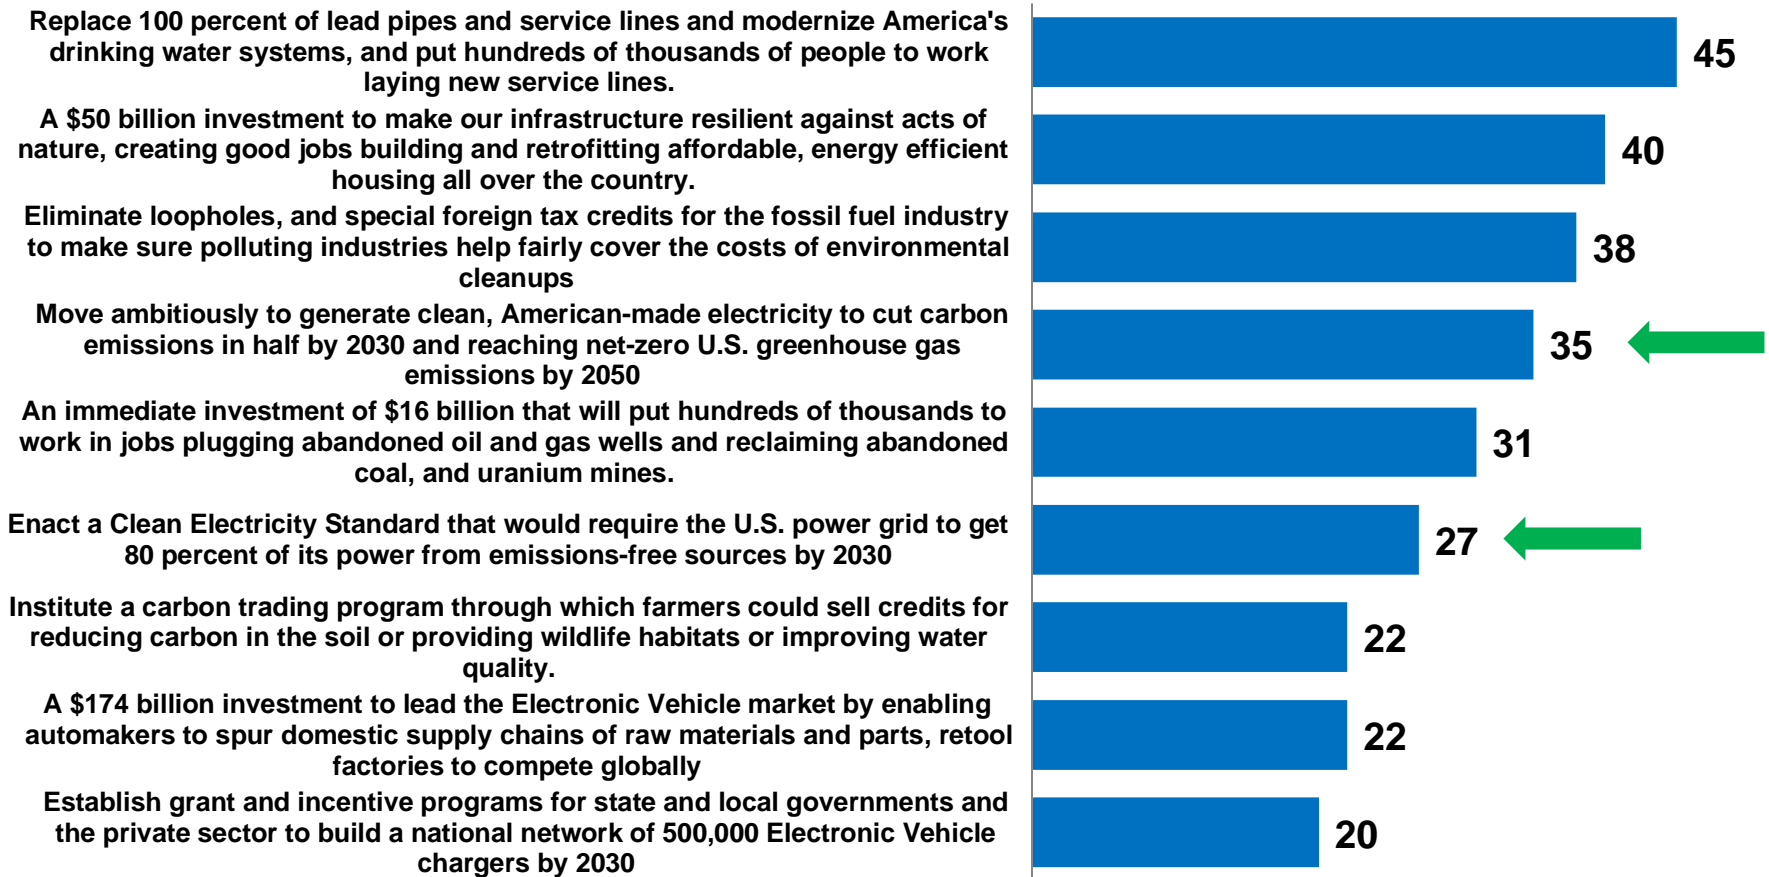 Replace 100 percent of lead pipes and service lines and modernize America's
drinking water systems, and put hundreds of thousands of people to work
laying new service lines.
45
A $50 billion investment to make our infrastructure resilient against acts of
nature, creating good jobs building and retrofitting affordable, energy efficient
housing all over the country.
40
Eliminate loopholes, and special foreign tax credits for the fossil fuel industry
to make sure polluting industries help fairly cover the costs of environmental
cleanups
38
Move ambitiously to generate clean, American-made electricity to cut carbon
emissions in half by 2030 and reaching net-zero U.S. greenhouse gas
emissions by 2050
35
An immediate investment of $16 billion that will put hundreds of thousands to
work in jobs plugging abandoned oil and gas wells and reclaiming abandoned
coal, and uranium mines.
31
Enact a Clean Electricity Standard that would require the U.S. power grid to get
80 percent of its power from emissions-free sources by 2030
27
Institute a carbon trading program through which farmers could sell credits for
reducing carbon in the soil or providing wildlife habitats or improving water
quality.
22
A $174 billion investment to lead the Electronic Vehicle market by enabling
automakers to spur domestic supply chains of raw materials and parts, retool
factories to compete globally
22
Establish grant and incentive programs for state and local governments and
the private sector to build a national network of 500,000 Electronic Vehicle
chargers by 2030
20